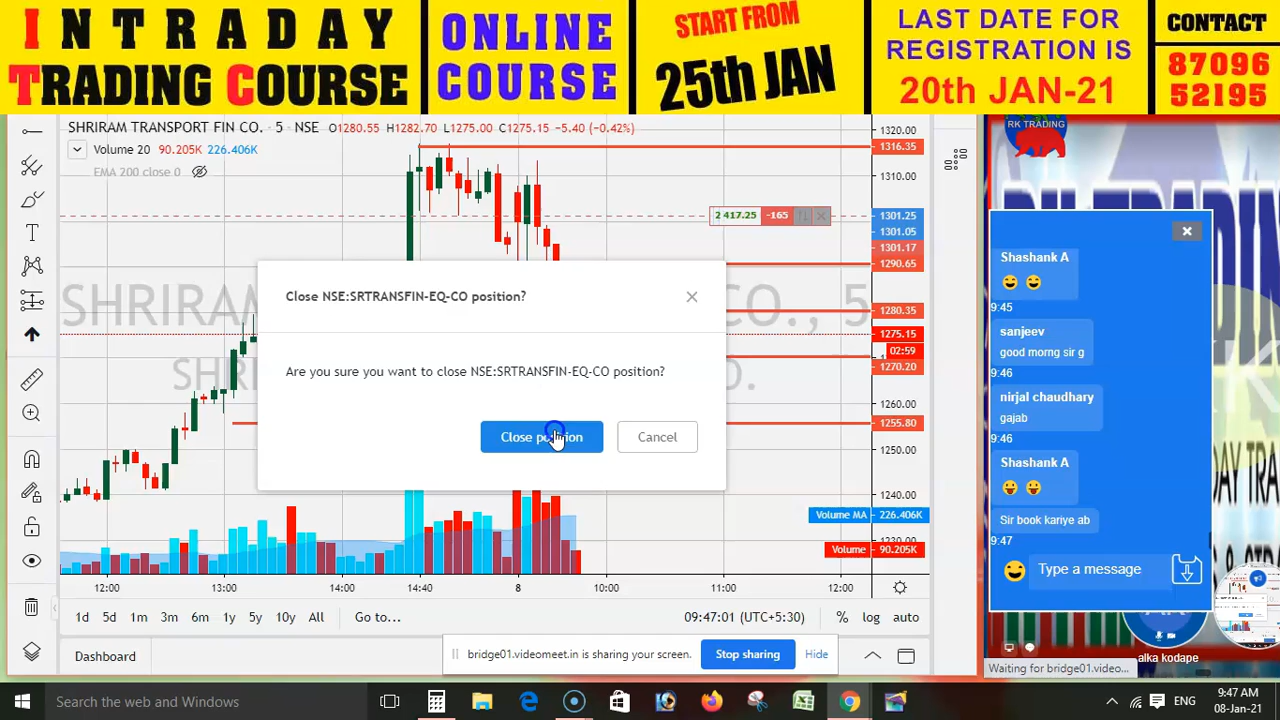 INTRADAY
TRADING COURSE
ONLINE
COURSE
START FROM
25th JAN
LAST DATE FOR
REGISTRATION IS
20th JAN-21
CONTACT
87096
52195
SHRIRAM TRANSPORT FIN CO. · 5 · NSE O1280.55 H1282.70 L1275.00 C1275.15 −5.40 (−0.42%)
Volume 20 90.205K 226.406K
EMA 200 close 0
1320.00
1316.35
1310.00
2 417.25 -165
1301.25
1301.05
1301.17
1290.65
1280.35
1275.15
02:59
1270.20
1260.00
1255.80
1250.00
1240.00
Volume MA 226.406K
1230.00
Volume 90.205K
Close NSE:SRTRANSFIN-EQ-CO position?
Are you sure you want to close NSE:SRTRANSFIN-EQ-CO position?
Close position
Cancel
12:00 13:00 14:00 14:40 8 10:00 11:00 12:00
1d 5d 1m 3m 6m 1y 5y 10y All Go to...
09:47:01 (UTC+5:30) % log auto
Dashboard
bridge01.videomeet.in is sharing your screen. Stop sharing Hide
RK TRADING
Shashank A
9:45
sanjeev
good morng sir g
9:46
nirjal chaudhary
gajab
9:46
Shashank A
Sir book kariye ab
9:47
Type a message
alka kodape
Waiting for bridge01.video...
Search the web and Windows
ENG
9:47 AM
08-Jan-21